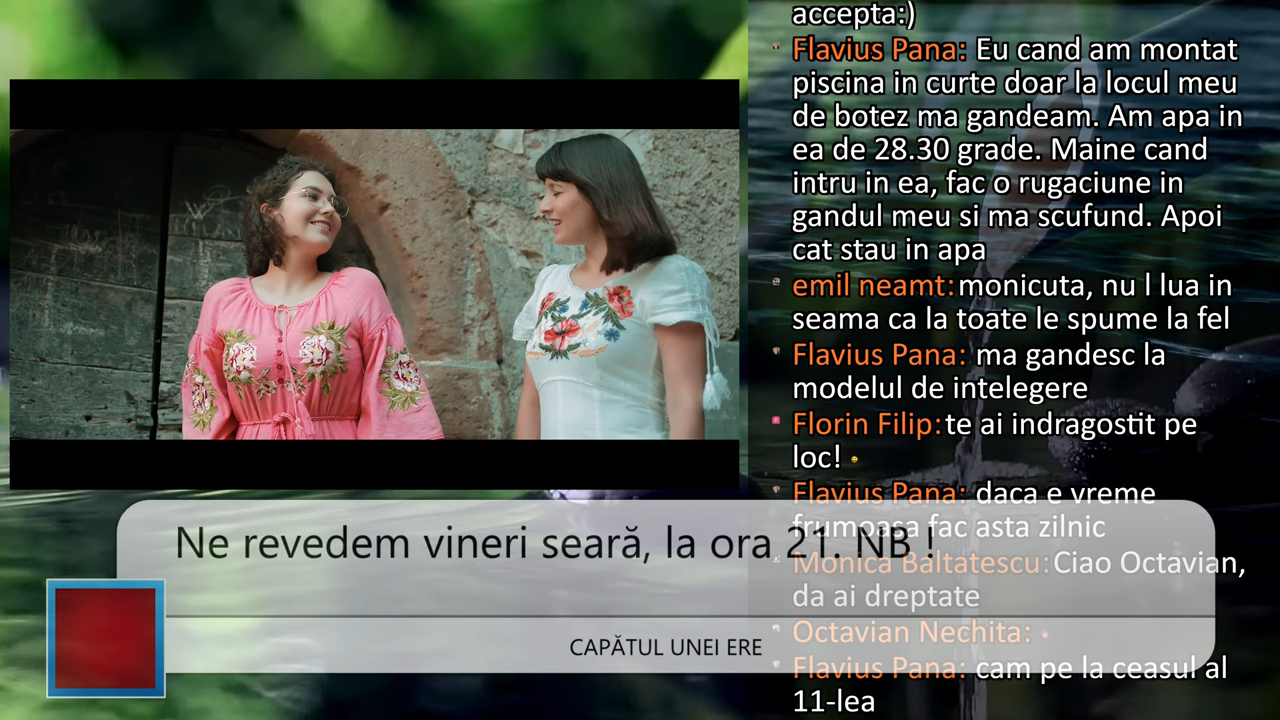 accepta:)
Flavius Pana: Eu cand am montat
piscina in curte doar la locul meu
de botez ma gandeam. Am apa in
ea de 28.30 grade. Maine cand
intru in ea, fac o rugaciune in
gandul meu si ma scufund. Apoi
cat stau in apa
emil neamt: monicuta, nu l lua in
seama ca la toate le spume la fel
Flavius Pana: ma gandesc la
modelul de intelegere
Florin Filip: te ai indragostit pe
loc!
Flavius Pana: daca e vreme
frumoasa fac asta zilnic
Monica Baltatescu: Ciao Octavian,
da ai dreptate
Octavian Nechita:
Flavius Pana: cam pe la ceasul al
11-lea
Ne revedem vineri seară, la ora 21. NB !
CAPĂTUL UNEI ERE